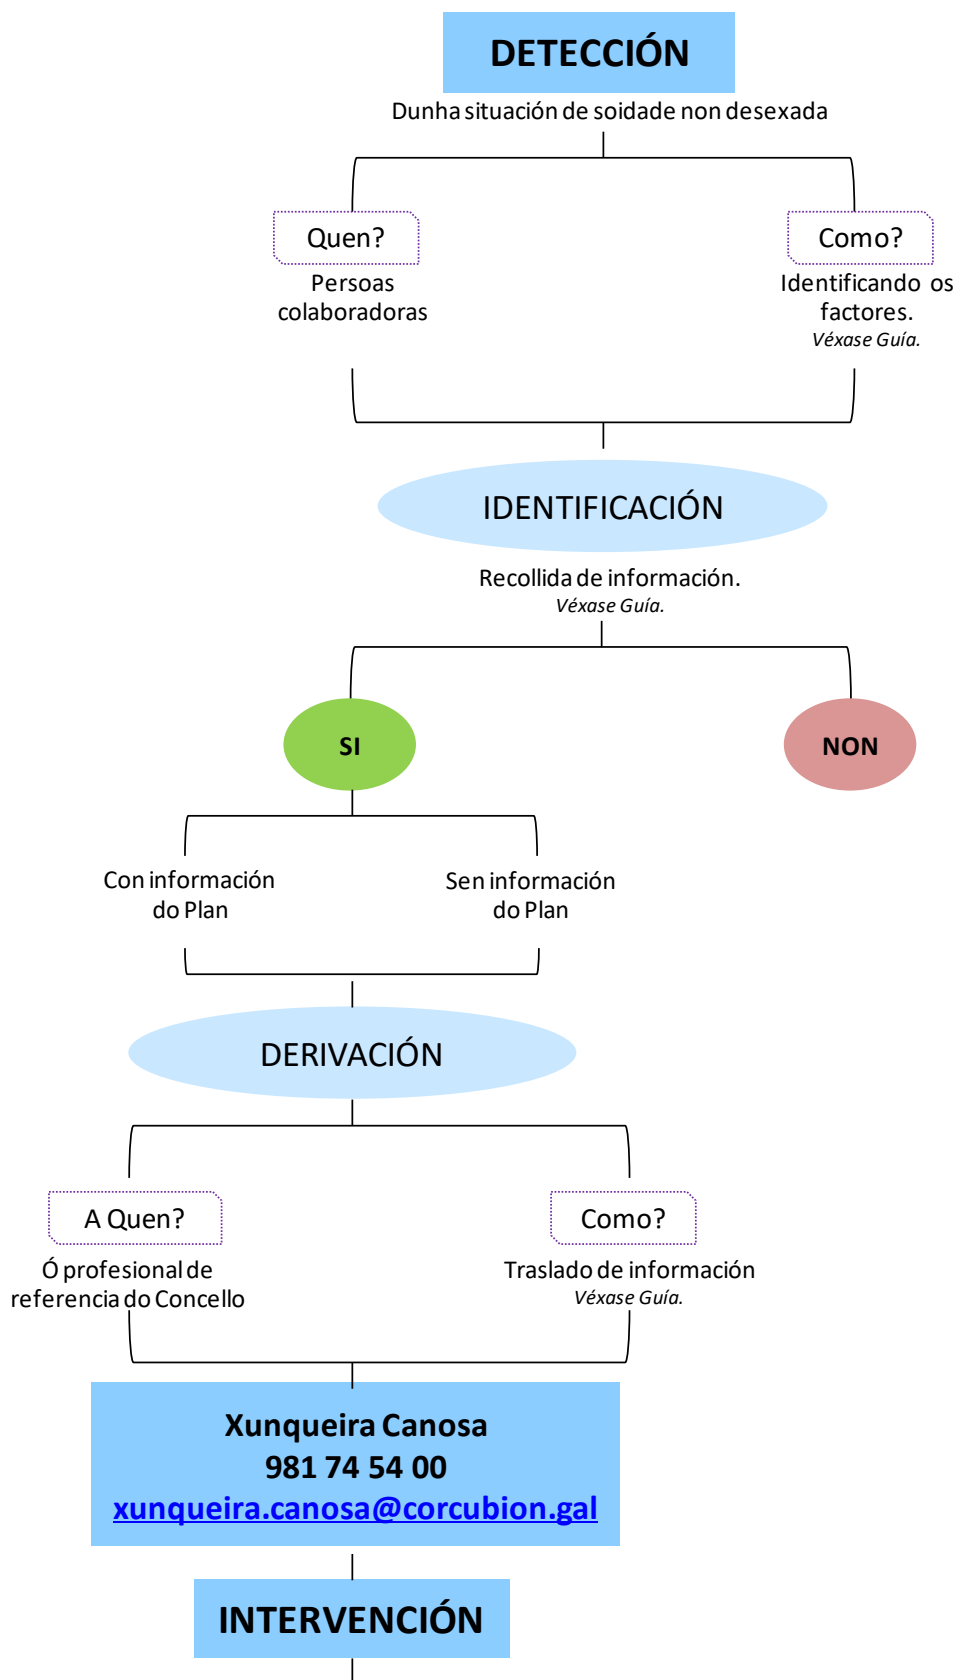 DETECCIÓN
Dunha situación de soidade non desexada
Quen?
Persoas
colaboradoras
Como?
Identificando os
factores.
Véxase Guía.
IDENTIFICACIÓN
Recollida de información.
Véxase Guía.
SI
NON
Con información
do Plan
Sen información
do Plan
DERIVACIÓN
A Quen?
Ó profesional de
referencia do Concello
Como?
Traslado de información
Véxase Guía.
Xunqueira Canosa
981 74 54 00
xunqueira.canosa@corcubion.gal
INTERVENCIÓN